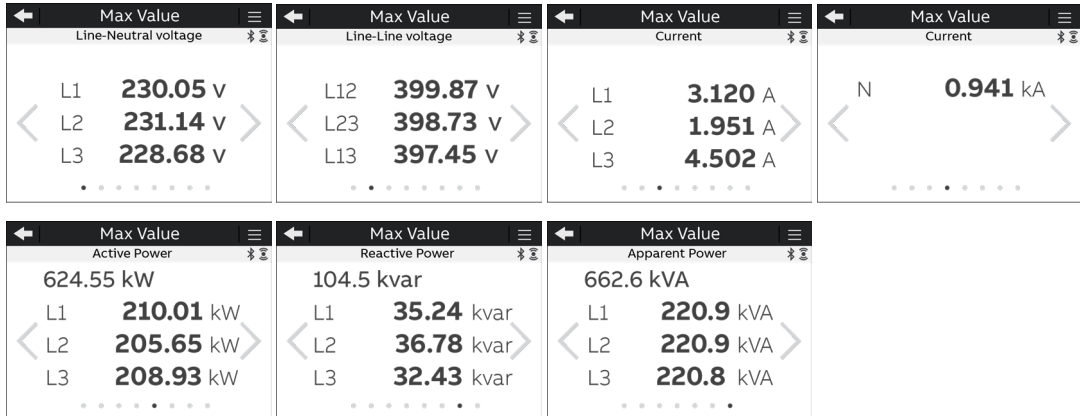 Max Value
Line-Neutral voltage
L1 230.05 V
L2 231.14 V
L3 228.68 V
Max Value
Line-Line voltage
L12 399.87 V
L23 398.73 V
L13 397.45 V
Max Value
Current
L1 3.120 A
L2 1.951 A
L3 4.502 A
Max Value
Current
N 0.941 kA
Max Value
Active Power
624.55 kW
L1 210.01 kW
L2 205.65 kW
L3 208.93 kW
Max Value
Reactive Power
104.5 kvar
L1 35.24 kvar
L2 36.78 kvar
L3 32.43 kvar
Max Value
Apparent Power
662.6 kVA
L1 220.9 kVA
L2 220.9 kVA
L3 220.8 kVA